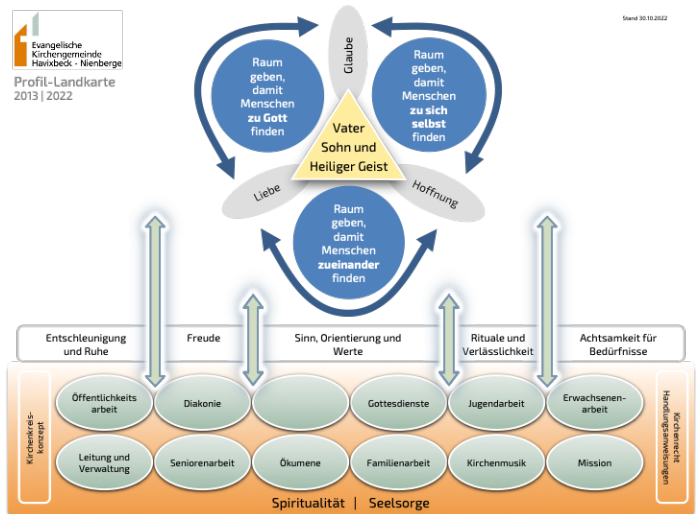 Stand 30.10.2022
Evangelische
Kirchengemeinde
Havixbeck - Nienberge
Profil-Landkarte
2013 | 2022
Glaube
Raum
geben,
damit
Menschen
zu Gott
finden
Raum
geben,
damit
Menschen
zu sich
selbst
finden
Vater
Sohn und
Heiliger Geist
Liebe
Hoffnung
Raum
geben,
damit
Menschen
zueinander
finden
Entschleunigung
und Ruhe
Freude
Sinn, Orientierung und
Werte
Rituale und
Verlässlichkeit
Achtsamkeit für
Bedürfnisse
Kirchenkreis-
konzept
Öffentlichkeits
arbeit
Diakonie
Gottesdienste
Jugendarbeit
Erwachsenen-
arbeit
Kirchenrecht
Handlungsanweisungen
Leitung und
Verwaltung
Seniorenarbeit
Ökumene
Familienarbeit
Kirchenmusik
Mission
Spiritualität | Seelsorge